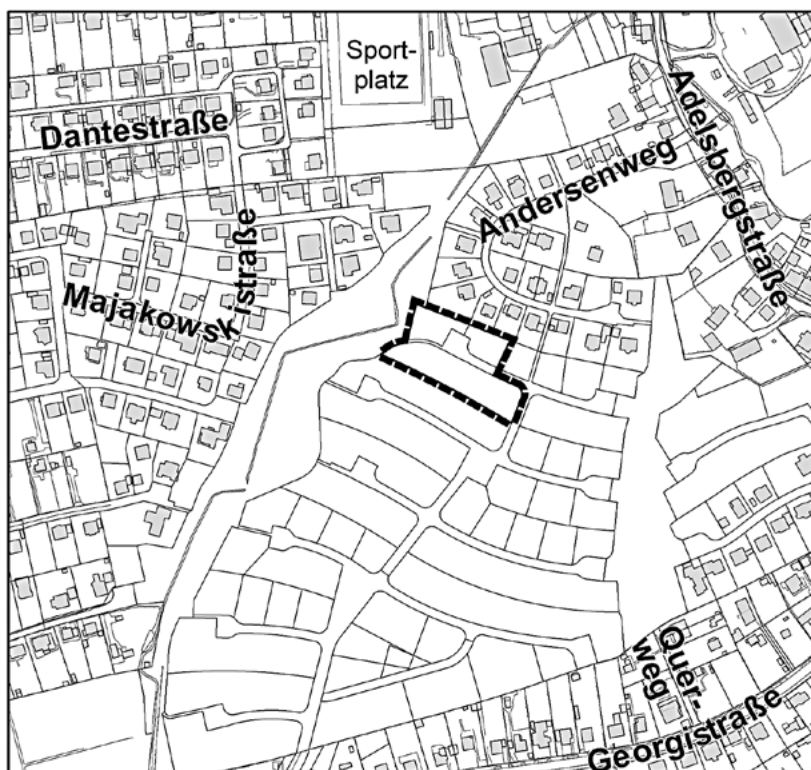 Sport-
platz
Dantestraße
Adelsbergstraße
Andersenweg
Majakowsk
istraße
Quer-
weg
Georgistraße